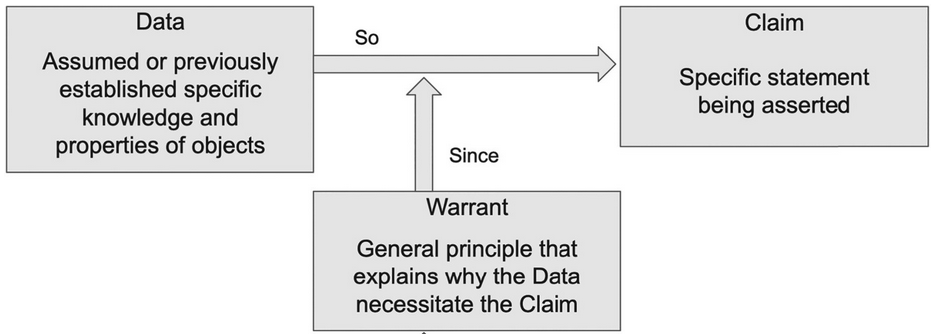 Data
Assumed or previously
established specific
knowledge and
properties of objects
So
Claim
Specific statement
being asserted
Since
Warrant
General principle that
explains why the Data
necessitate the Claim